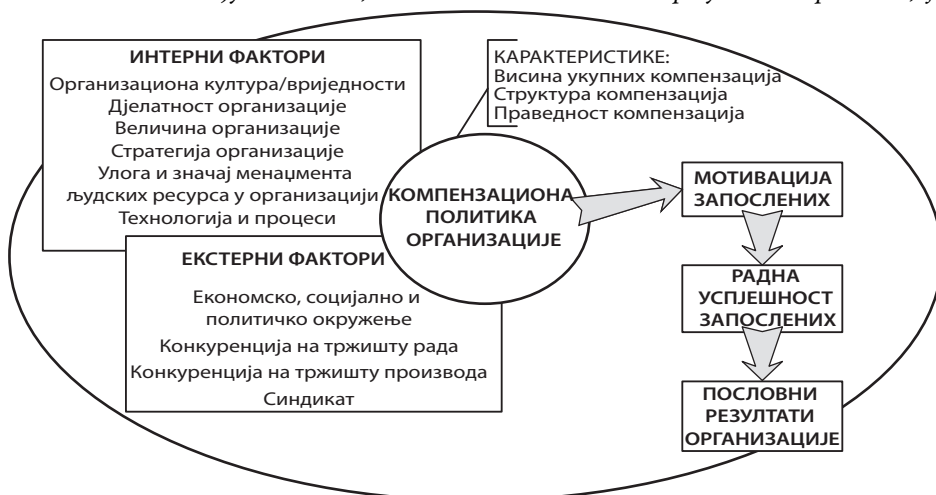 ИНТЕРНИ ФАКТОРИ
Организациона култура/вриједности
Дјелатност организације
Величина организације
Стратегија организације
Улога и значај менаџмента
људских ресурса у организацији
Технологија и процеси
ЕКСТЕРНИ ФАКТОРИ
Економско, социјално и
политичко окружење
Конкуренција на тржишту рада
Конкуренција на тржишту производа
Синдикат
КАРАКТЕРИСТИКЕ:
Висина укупних компензација
Структура компензација
Праведност компензација
КОМПЕНЗАЦИОНА
ПОЛИТИКА
ОРГАНИЗАЦИЈЕ
МОТИВАЦИЈА
ЗАПОСЛЕНИХ
РАДНА
УСПЈЕШНОСТ
ЗАПОСЛЕНИХ
ПОСЛОВНИ
РЕЗУЛТАТИ
ОРГАНИЗАЦИЈЕ